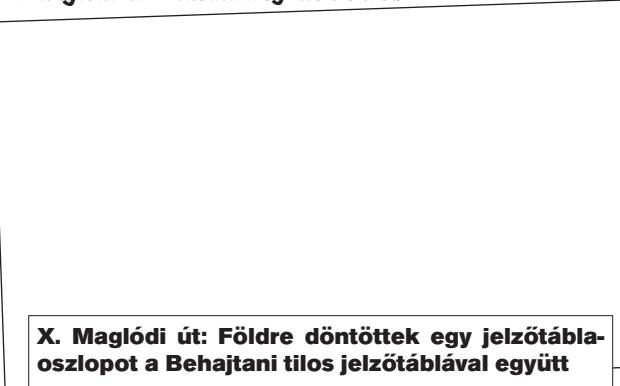 X. Maglódi út: Földre döntöttek egy jelzőtábla-
oszlopot a Behajtani tilos jelzőtáblával együtt